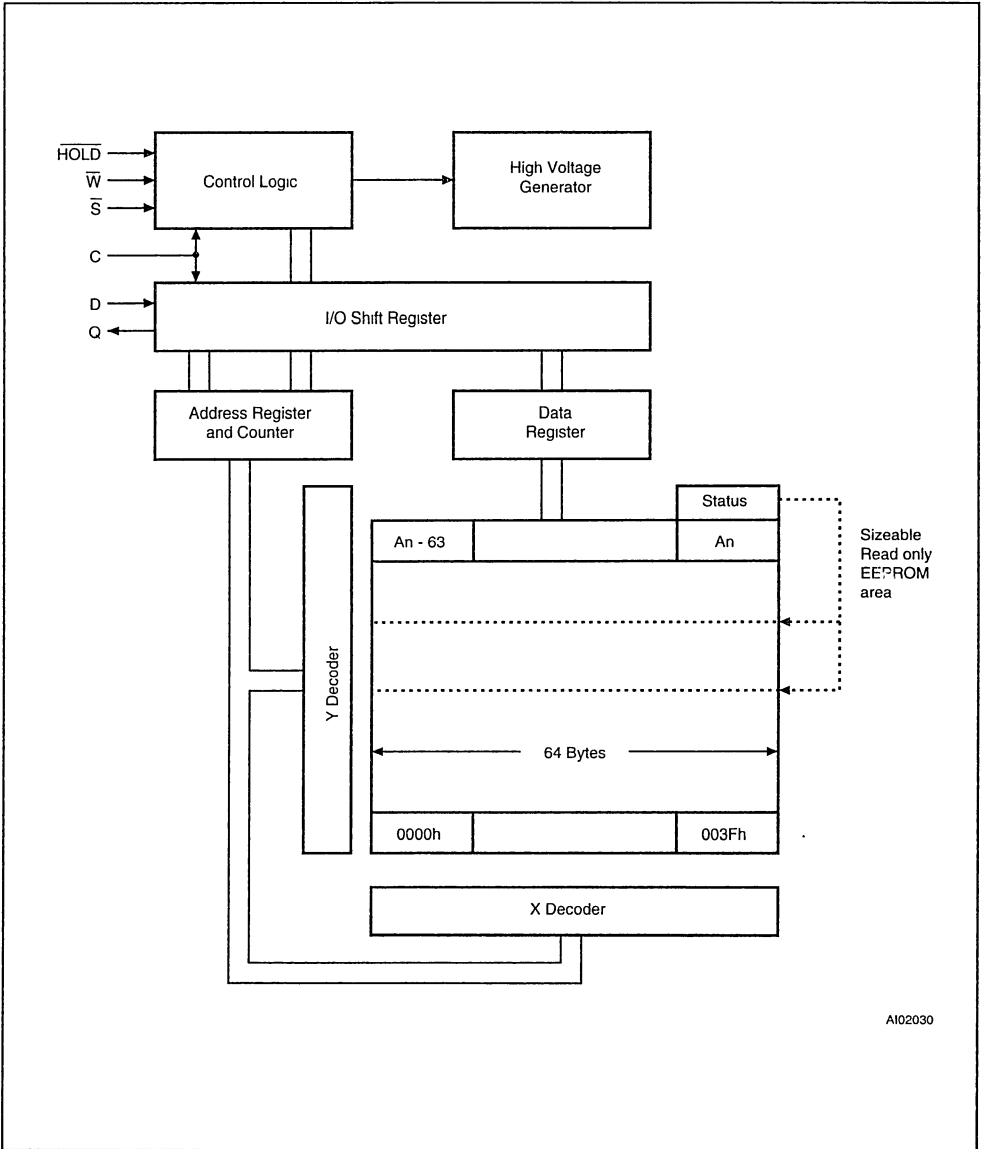 HOLD
W
S
C
D
Q
Control Logic
High Voltage
Generator
I/O Shift Register
Address Register
and Counter
Data
Register
Status
An - 63
An
Sizeable
Read only
EEPROM
area
Y Decoder
64 Bytes
0000h
003Fh
X Decoder
AI02030